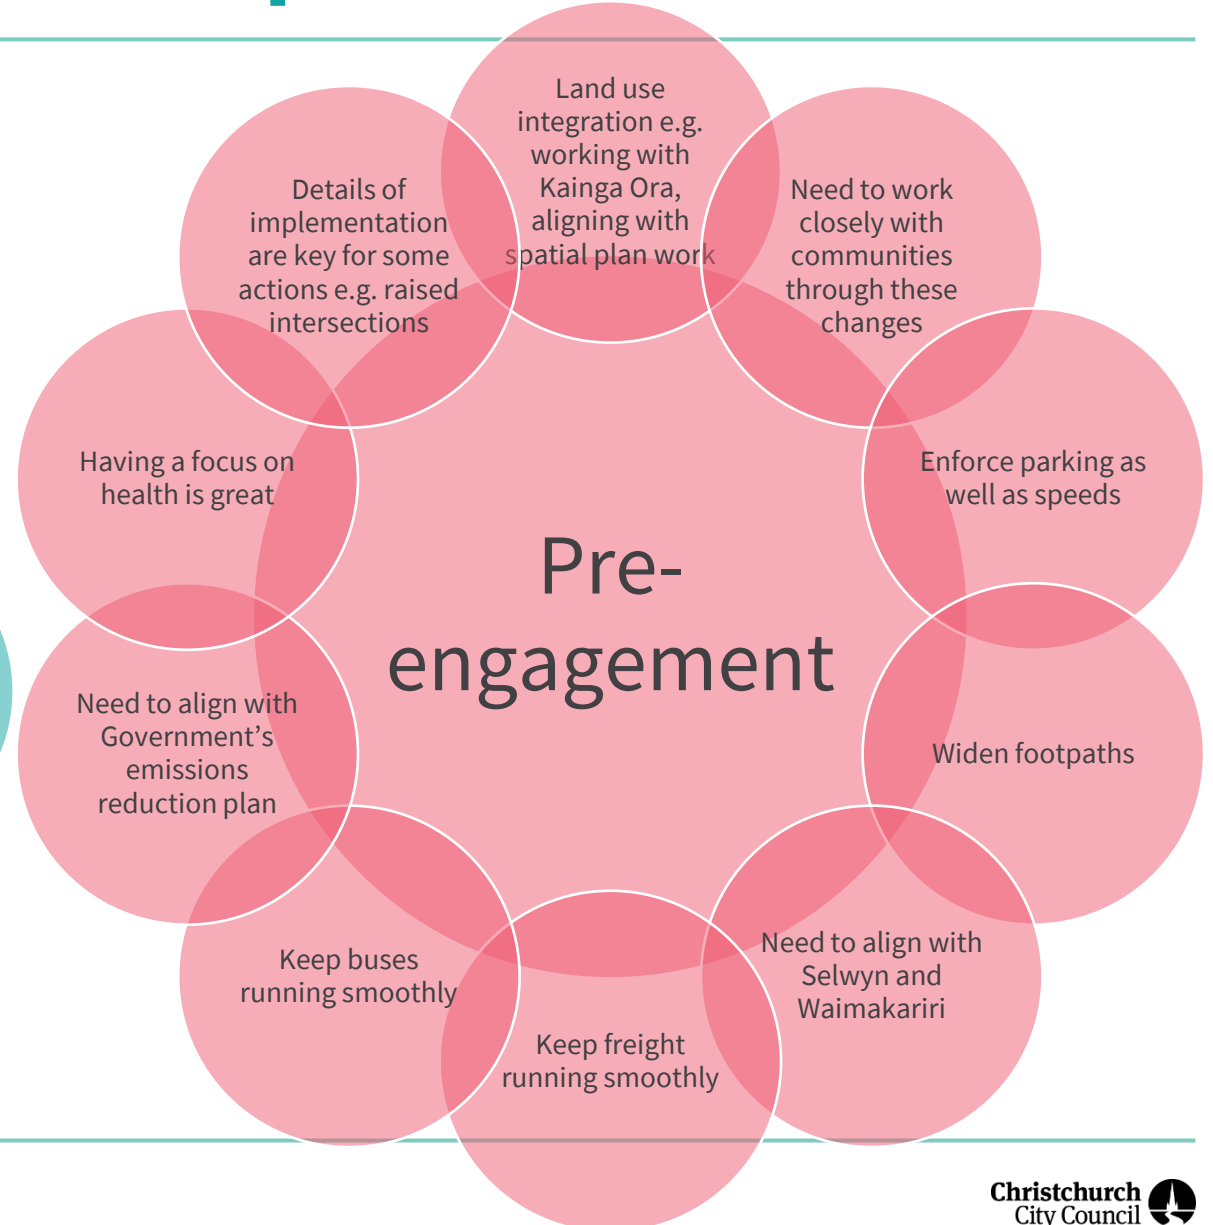 Land use
integration e.g.
working with
Kainga Ora,
aligning with
spatial plan work
Need to work
closely with
communities
through these
changes
Enforce parking as
well as speeds
Widen footpaths
Need to align with
Selwyn and
Waimakariri
Keep freight
running smoothly
Keep buses
running smoothly
Need to align with
Government’s
emissions
reduction plan
Having a focus on
health is great
Details of
implementation
are key for some
actions e.g. raised
intersections
Pre-
engagement
Christchurch
City Council